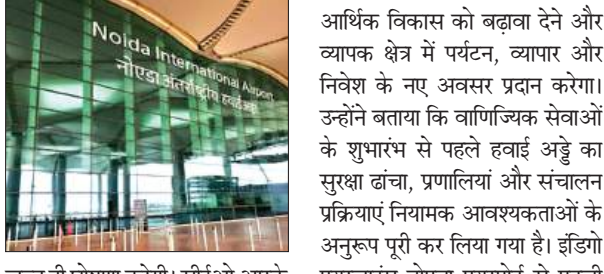 Noida International Airport
नोएडा अंतर्राष्ट्रीय हवाई अड्डा
आर्थिक विकास को बढ़ावा देने और
व्यापक क्षेत्र में पर्यटन, व्यापार और
निवेश के नए अवसर प्रदान करेगा।
उन्होंने बताया कि वाणिज्यिक सेवाओं
के शुभारंभ से पहले हवाई अड्डे का
सुरक्षा ढांचा, प्रणालियां और संचालन
प्रक्रियाएं नियामक आवश्यकताओं के
अनुरूप पूरी कर लिया गया है। इंडिगो